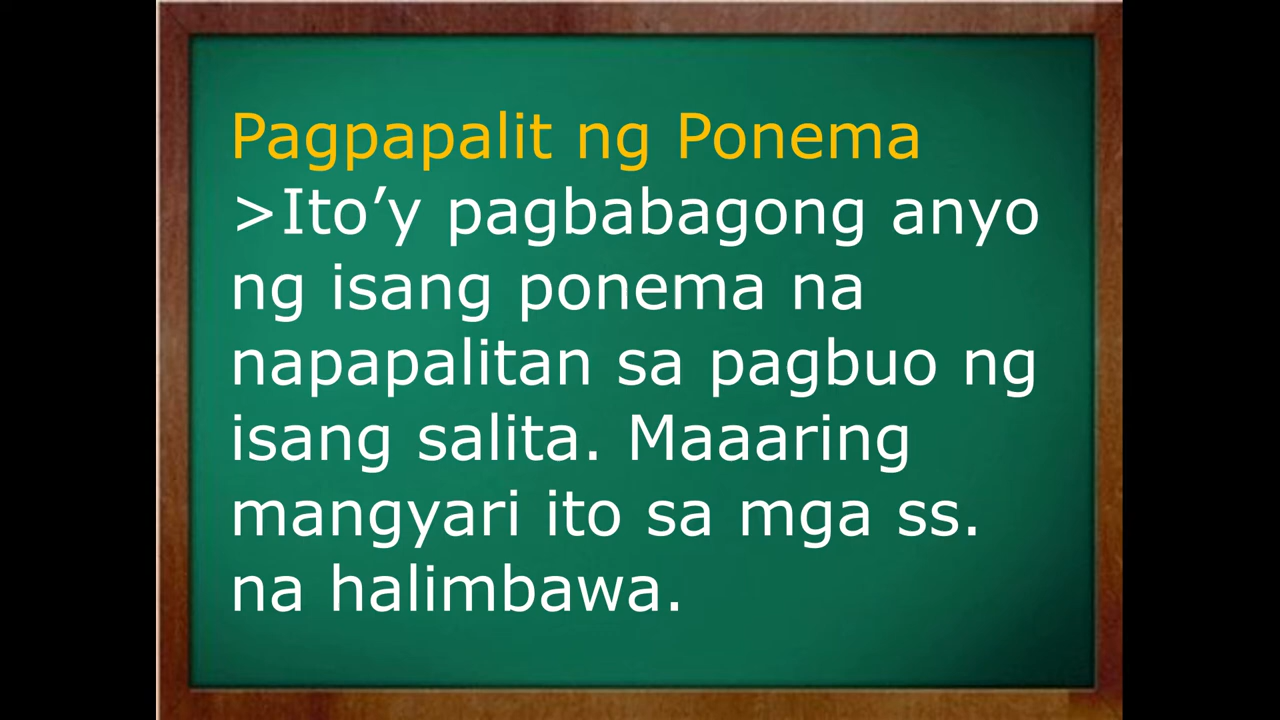 Pagpapalit ng Ponema
>Ito’y pagbabagong anyo
ng isang ponema na
napapalitan sa pagbuo ng
isang salita. Maaaring
mangyari ito sa mga ss.
na halimbawa.